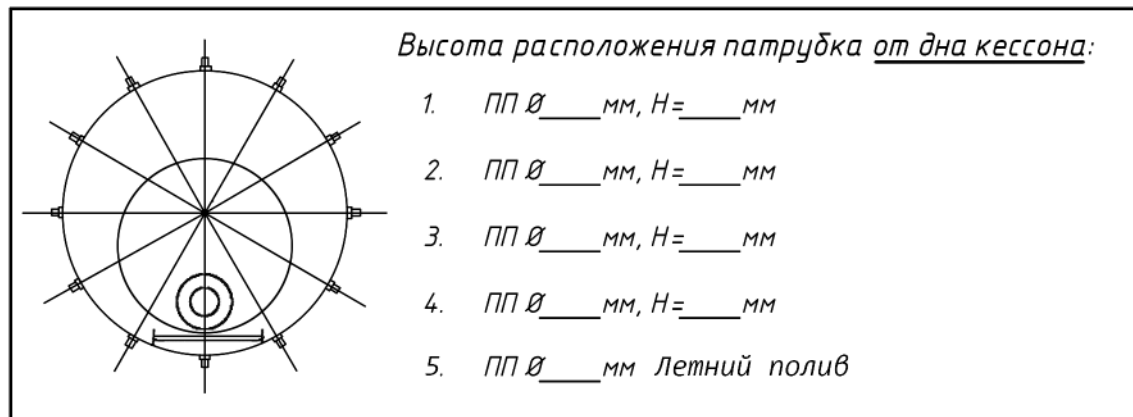 Высота расположения патрубка от дна кессона:
1. ПП Ø____мм, H=____мм
2. ПП Ø____мм, H=____мм
3. ПП Ø____мм, H=____мм
4. ПП Ø____мм, H=____мм
5. ПП Ø____мм Летний полив